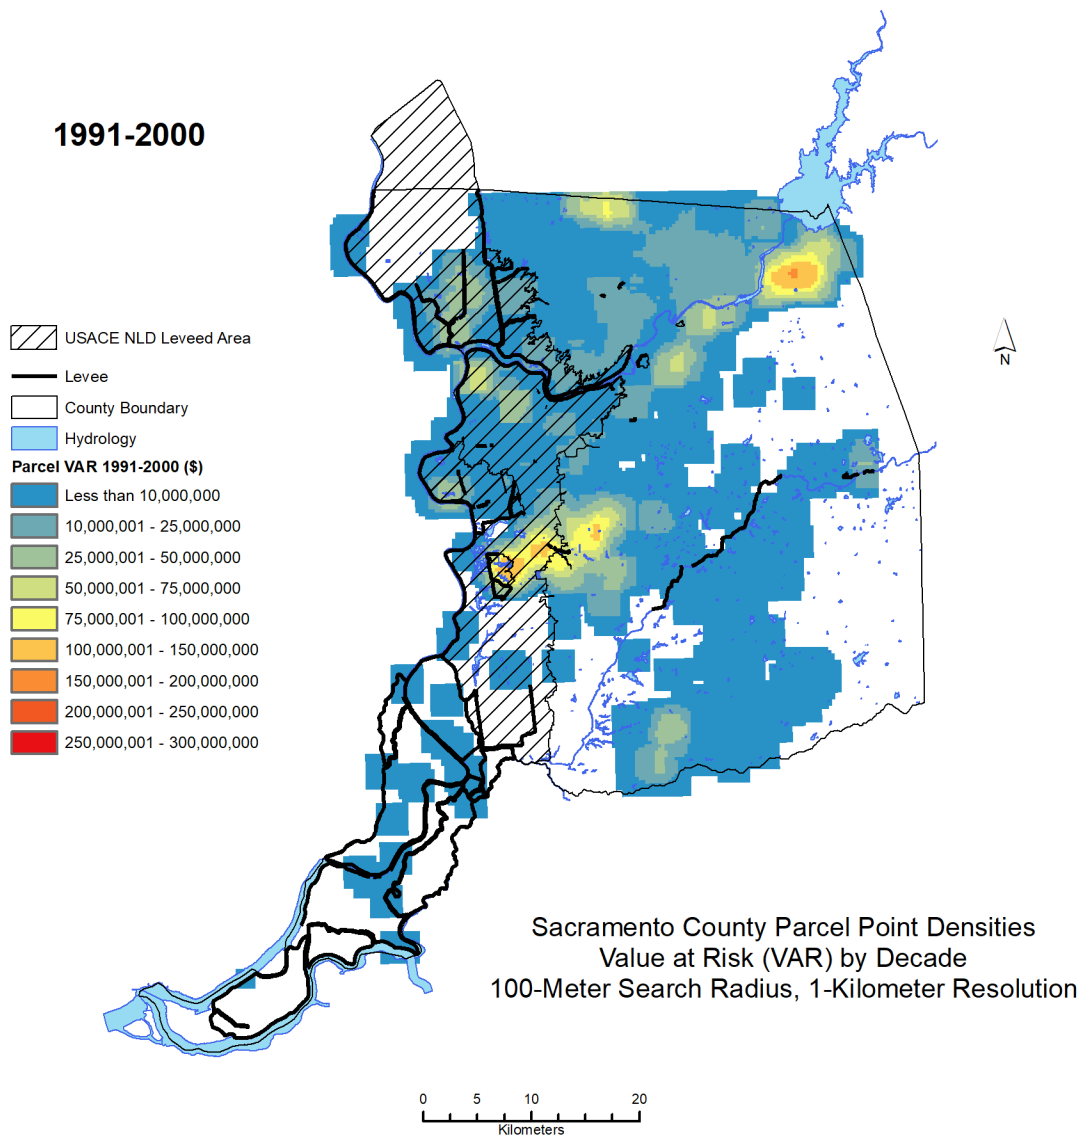 1991-2000
USACE NLD Leveed Area
Levee
County Boundary
Hydrology
Parcel VAR 1991-2000 ($)
Less than 10,000,000
10,000,001 - 25,000,000
25,000,001 - 50,000,000
50,000,001 - 75,000,000
75,000,001 - 100,000,000
100,000,001 - 150,000,000
150,000,001 - 200,000,000
200,000,001 - 250,000,000
250,000,001 - 300,000,000
N
Sacramento County Parcel Point Densities
Value at Risk (VAR) by Decade
100-Meter Search Radius, 1-Kilometer Resolution
0 5 10 20
Kilometers